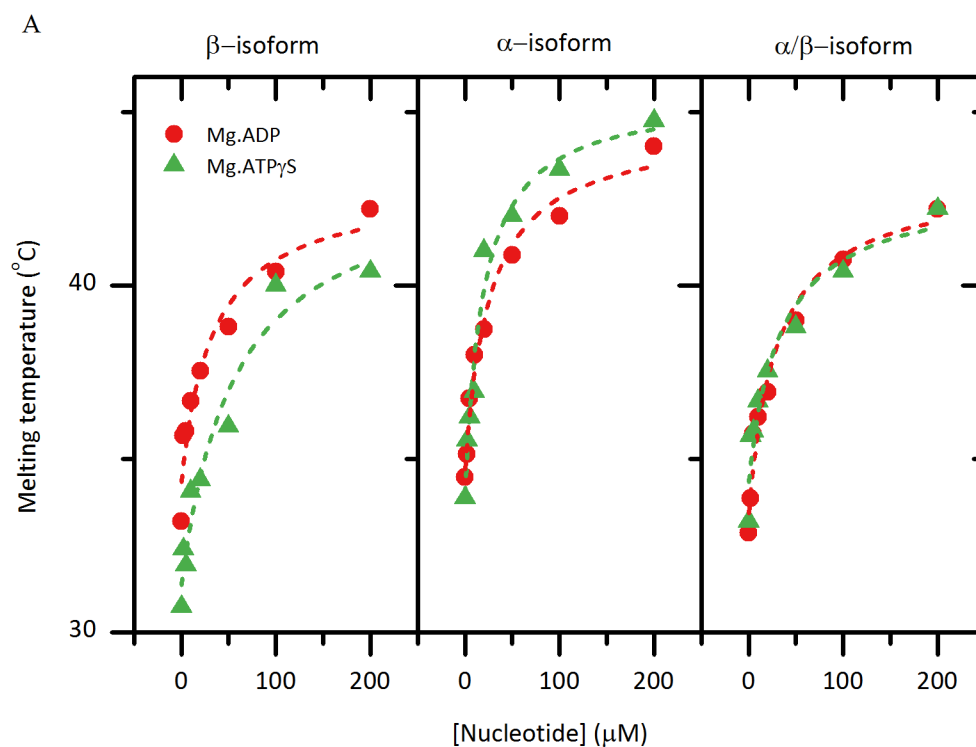 A
β–isoform
α–isoform
α/β–isoform
Mg.ADP
Mg.ATPγS
Melting temperature (°C)
40
30
0 100 200 0 100 200 0 100 200
[Nucleotide] (μM)